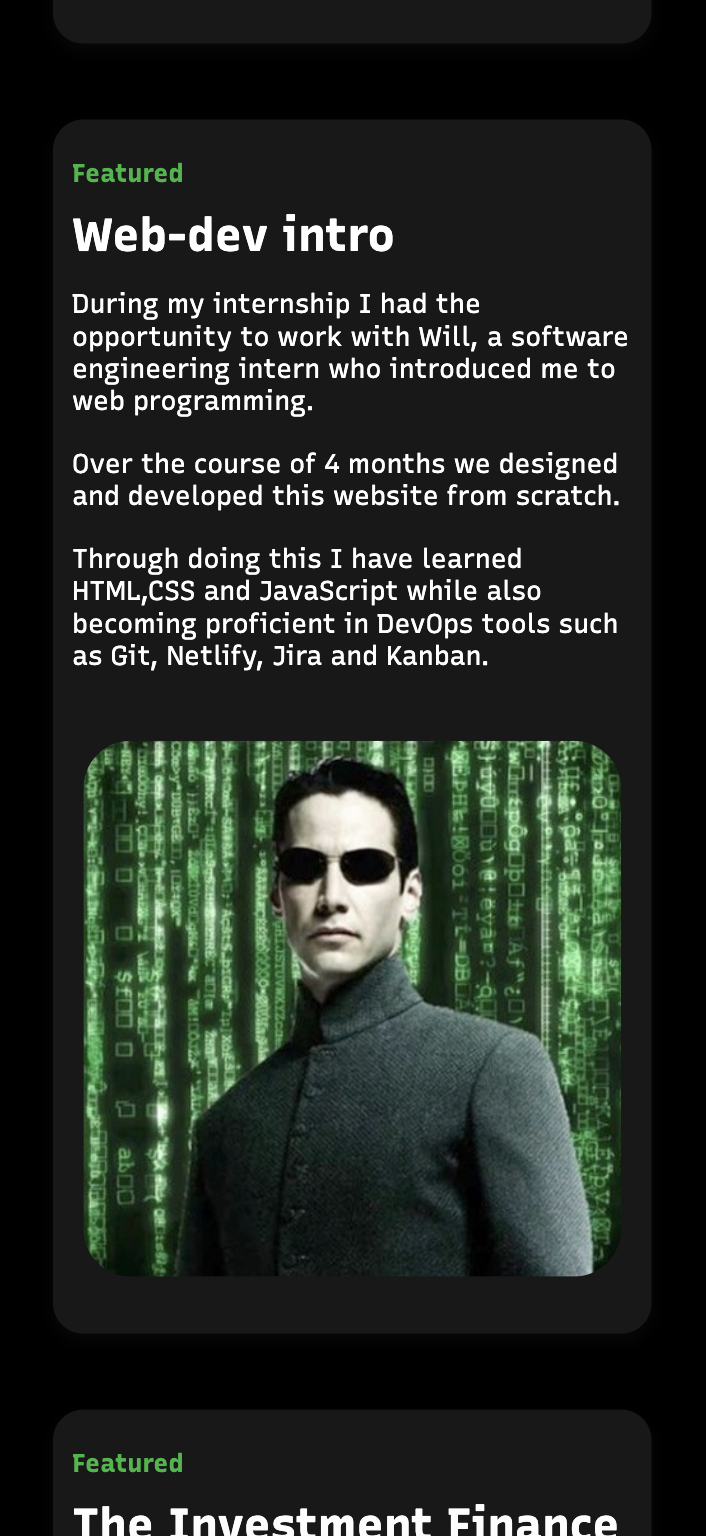 Featured
Web-dev intro
During my internship I had the
opportunity to work with Will, a software
engineering intern who introduced me to
web programming.
Over the course of 4 months we designed
and developed this website from scratch.
Through doing this I have learned
HTML,CSS and JavaScript while also
becoming proficient in DevOps tools such
as Git, Netlify, Jira and Kanban.
Featured
The Investment Finance